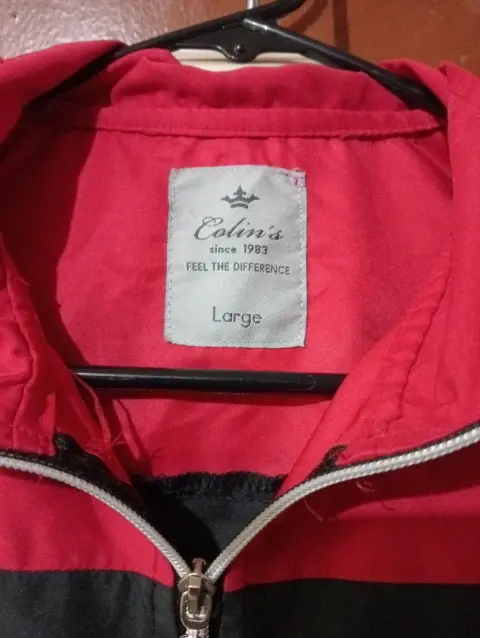 Colin's
since 1983
FEEL THE DIFFERENCE
Large